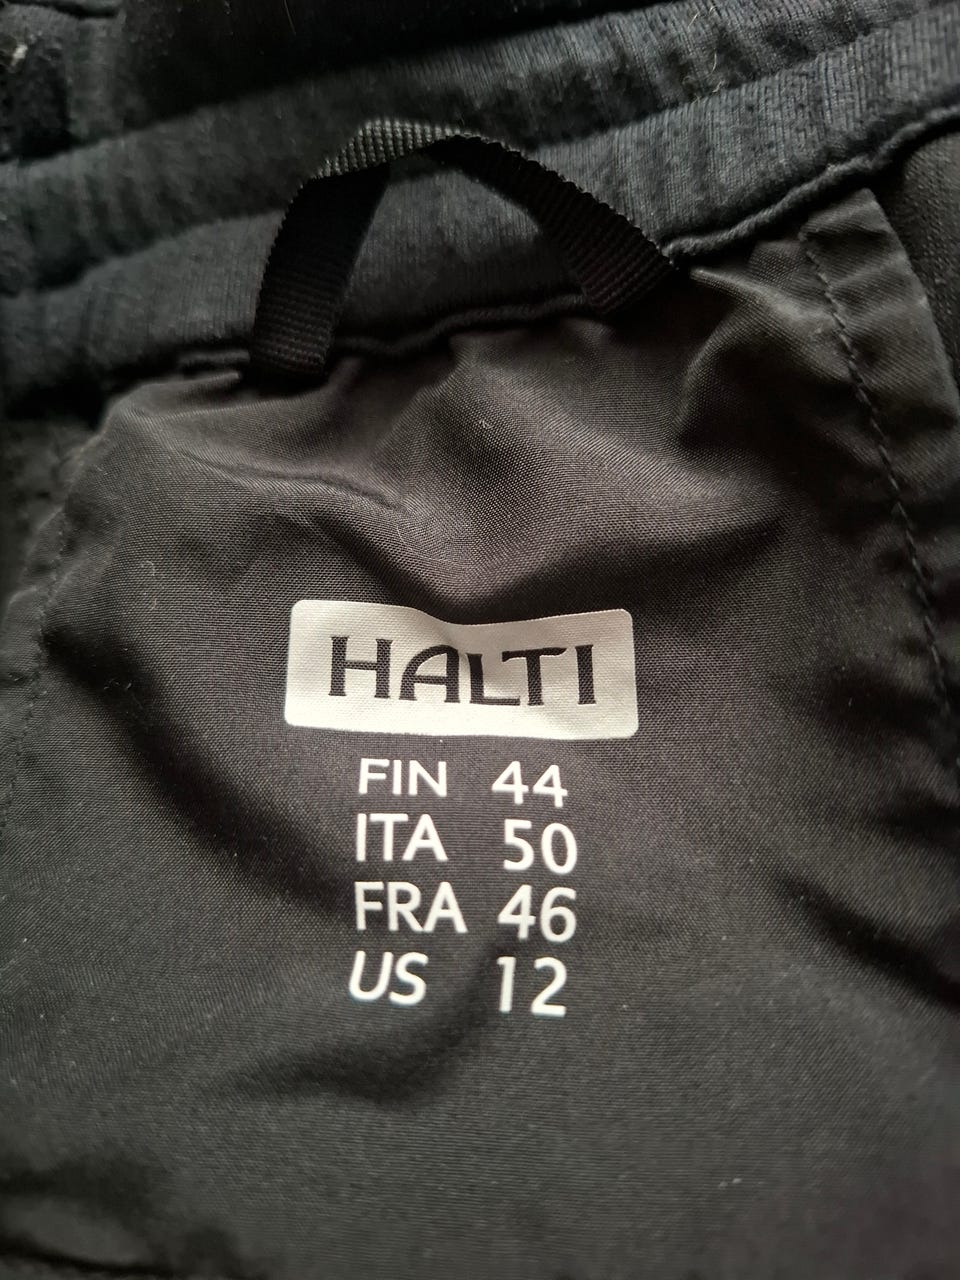 HALTI
FIN 44
ITA 50
FRA 46
US 12